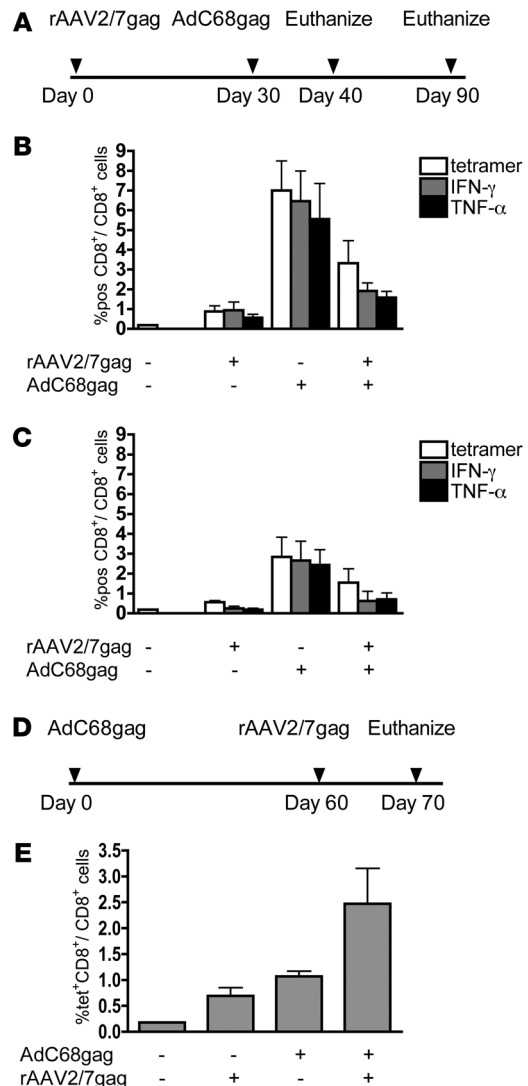 A
rAAV2/7gag AdC68gag Euthanize Euthanize
Day 0 Day 30 Day 40 Day 90
B
%pos CD8⁺/ CD8⁺ cells
9
8
7
6
5
4
3
2
1
0
tetramer
IFN-γ
TNF-α
rAAV2/7gag - + - +
AdC68gag - - + +
C
%pos CD8⁺/ CD8⁺ cells
9
8
7
6
5
4
3
2
1
0
tetramer
IFN-γ
TNF-α
rAAV2/7gag - + - +
AdC68gag - - + +
D
AdC68gag rAAV2/7gag Euthanize
Day 0 Day 60 Day 70
E
%tet⁺CD8⁺/ CD8⁺ cells
3.5
3.0
2.5
2.0
1.5
1.0
0.5
0.0
AdC68gag - - + +
rAAV2/7gag - + - +